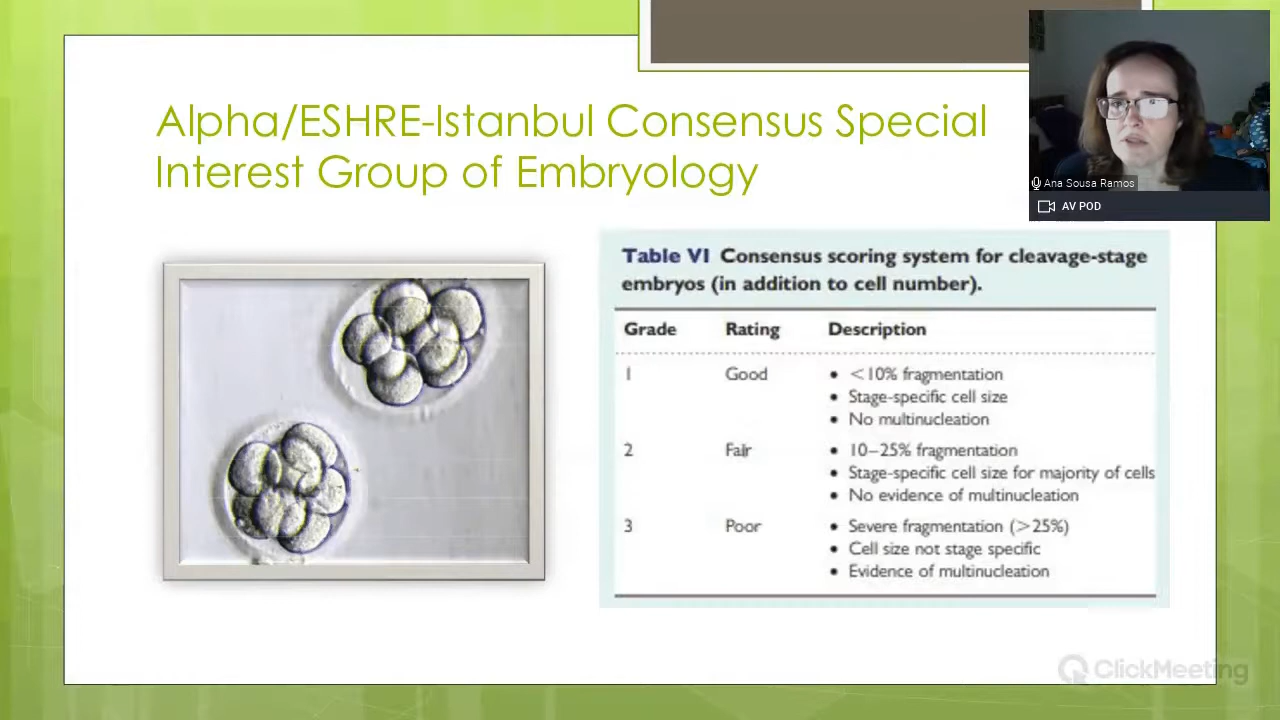 Alpha/ESHRE-Istanbul Consensus Special
Interest Group of Embryology
Ana Sousa Ramos
AV POD
Table VI Consensus scoring system for cleavage-stage
embryos (in addition to cell number).
Grade Rating Description
1 Good • <10% fragmentation
• Stage-specific cell size
• No multinucleation
2 Fair • 10–25% fragmentation
• Stage-specific cell size for majority of cells
• No evidence of multinucleation
3 Poor • Severe fragmentation (>25%)
• Cell size not stage specific
• Evidence of multinucleation
ClickMeeting